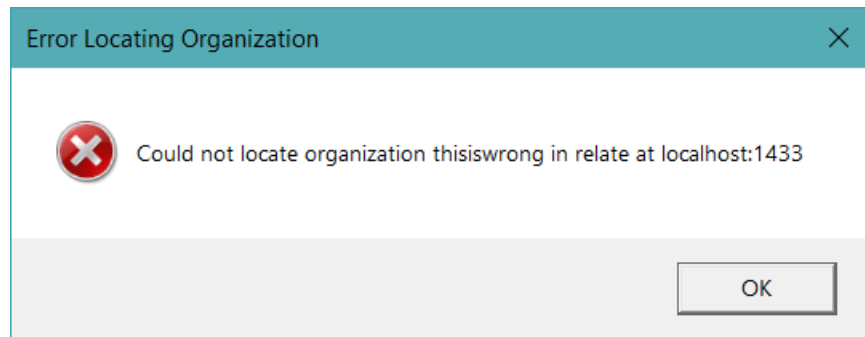 Error Locating Organization
Could not locate organization thisiswrong in relate at localhost:1433
OK